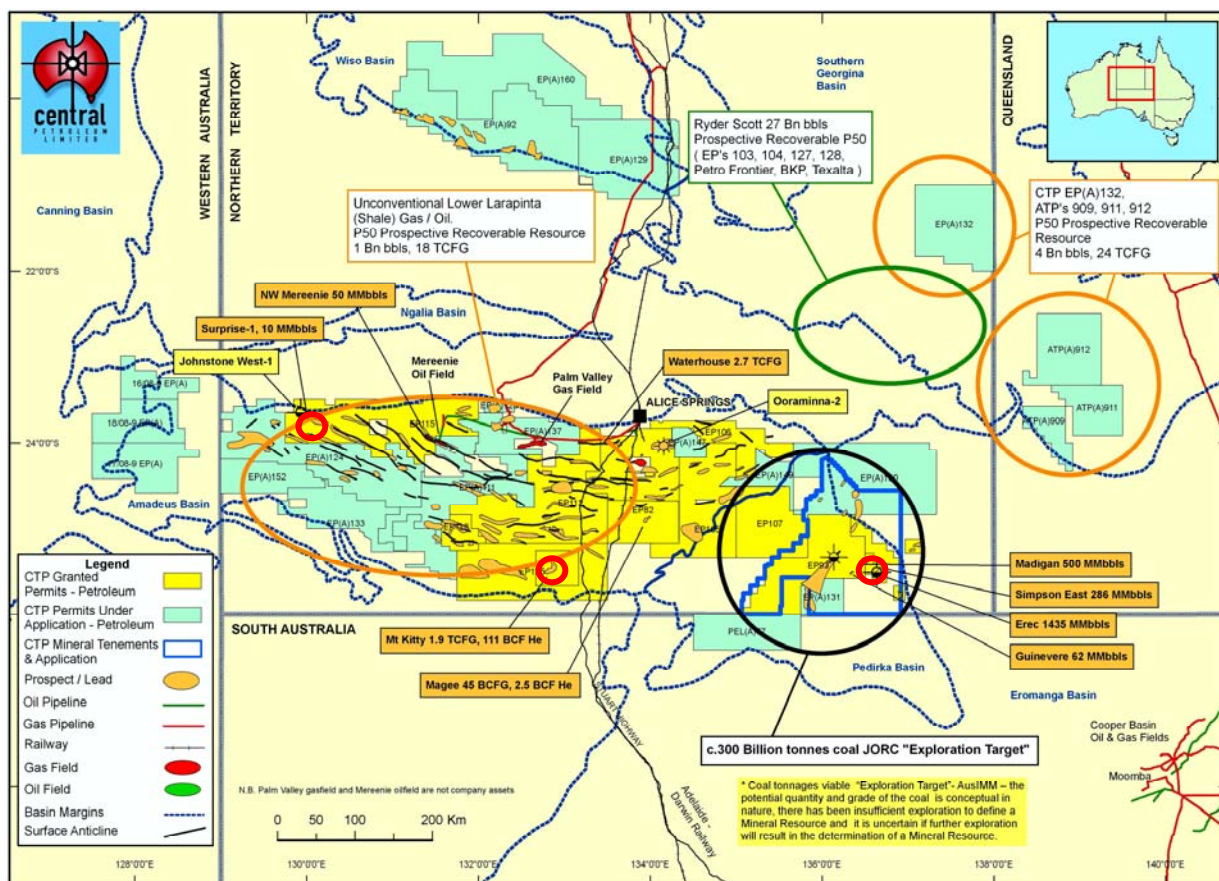 central
PETROLEUM
LIMITED
WESTERN AUSTRALIA
NORTHERN TERRITORY
Wiso Basin
EP(A)160
EP(A)92
EP(A)129
Southern
Georgina
Basin
QUEENSLAND
Ryder Scott 27 Bn bbls
Prospective Recoverable P50
( EP's 103, 104, 127, 128,
Petro Frontier, BKP, Texalta )
CTP EP(A)132,
ATP's 909, 911, 912
P50 Prospective Recoverable
Resource
4 Bn bbls, 24 TCFG
EP(A)132
Canning Basin
Unconventional Lower Larapinta
(Shale) Gas / Oil.
P50 Prospective Recoverable Resource
1 Bn bbls, 18 TCFG
22°0'0"S
NW Mereenie 50 MMbbls
Surprise-1, 10 MMbbls
Johnstone West-1
Ngalia Basin
Mereenie
Oil Field
Palm Valley
Gas Field
Waterhouse 2.7 TCFG
ALICE SPRINGS
Ooraminna-2
ATP(A)912
ATP(A)911
ATP(A)909
24°0'0"S
EP115
EP(A)137
EP(A)147
EP(A)124
EP(A)152
EP(A)133
EP82
EP107
EP(A)131
Amadeus Basin
Legend
CTP Granted
Permits - Petroleum
CTP Permits Under
Application - Petroleum
CTP Mineral Tenements
& Application
Prospect / Lead
Oil Pipeline
Gas Pipeline
Railway
Gas Field
Oil Field
Basin Margins
Surface Anticline
SOUTH AUSTRALIA
Mt Kitty 1.9 TCFG, 111 BCF He
Magee 45 BCFG, 2.5 BCF He
Madigan 500 MMbbls
Simpson East 286 MMbbls
Erec 1435 MMbbls
Guinevere 62 MMbbls
Pedirka Basin
Eromanga Basin
STUART HIGHWAY
Adelaide -
Darwin Railway
c.300 Billion tonnes coal JORC "Exploration Target"
Cooper Basin
Oil & Gas Fields
Moomba
N.B. Palm Valley gasfield and Mereenie oilfield are not company assets
0 50 100 200 Km
* Coal tonnages viable "Exploration Target"- AusIMM – the
potential quantity and grade of the coal is conceptual in
nature, there has been insufficient exploration to define a
Mineral Resource and it is uncertain if further exploration
will result in the determination of a Mineral Resource.
128°0'0"E 130°0'0"E 132°0'0"E 134°0'0"E 136°0'0"E 138°0'0"E 140°0'0"E